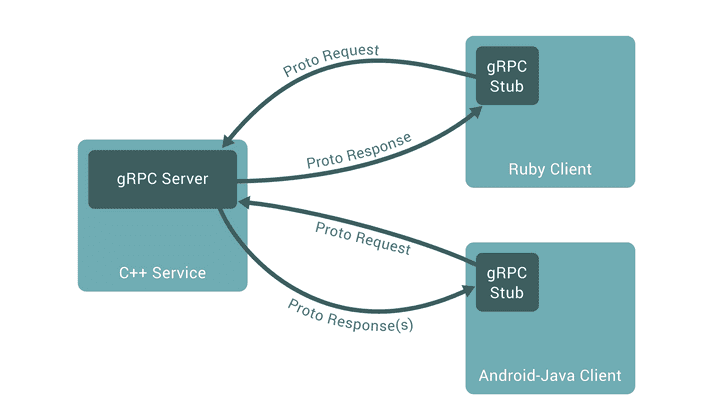 Proto Request
gRPC
Stub
Proto Response
Ruby Client
gRPC Server
C++ Service
Proto Request
gRPC
Stub
Proto Response(s)
Android-Java Client